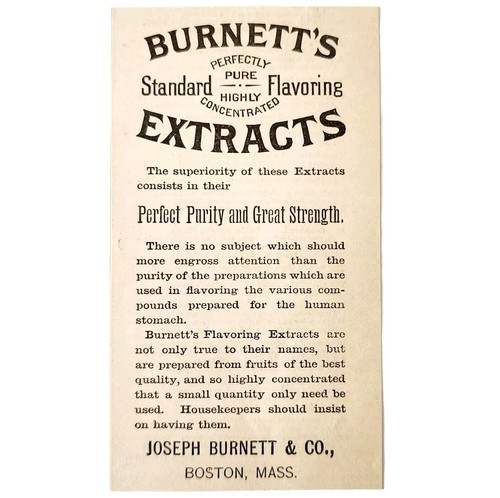 BURNETT'S
PERFECTLY
PURE
Standard Flavoring
HIGHLY
CONCENTRATED
EXTRACTS
The superiority of these Extracts
consists in their
Perfect Purity and Great Strength.
There is no subject which should
more engross attention than the
purity of the preparations which are
used in flavoring the various com-
pounds prepared for the human
stomach.
Burnett's Flavoring Extracts are
not only true to their names, but
are prepared from fruits of the best
quality, and so highly concentrated
that a small quantity only need be
used. Housekeepers should insist
on having them.
JOSEPH BURNETT & CO.,
BOSTON, MASS.